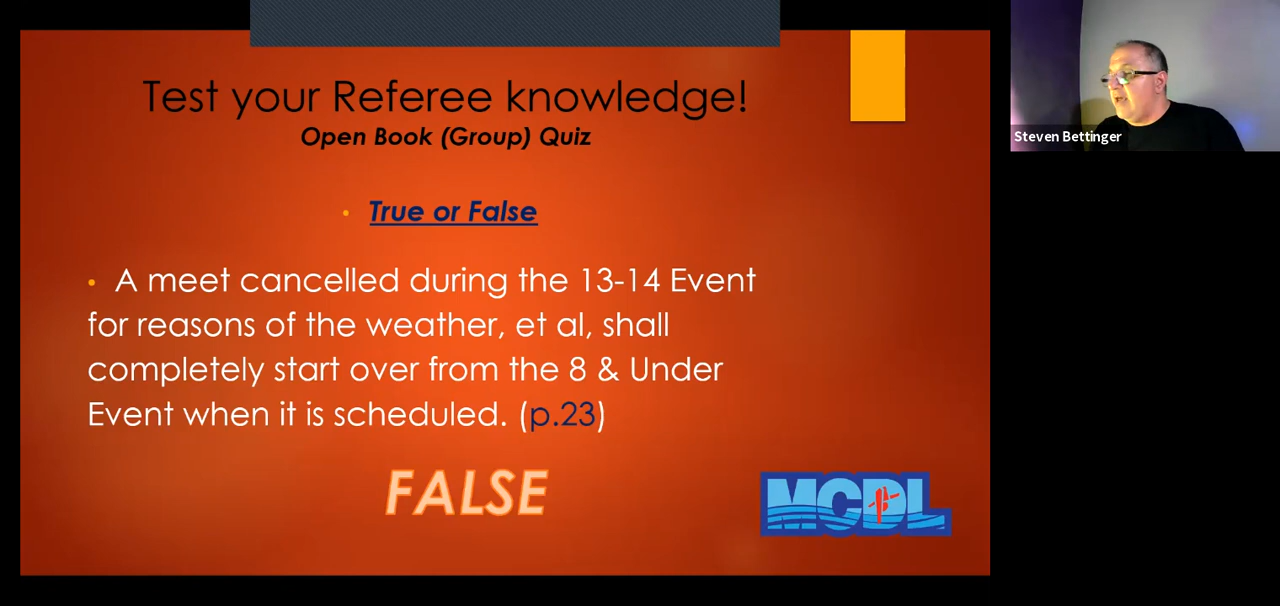 Test your Referee knowledge!
Open Book (Group) Quiz
• True or False
• A meet cancelled during the 13-14 Event
for reasons of the weather, et al, shall
completely start over from the 8 & Under
Event when it is scheduled. (p.23)
FALSE
MCDL
Steven Bettinger